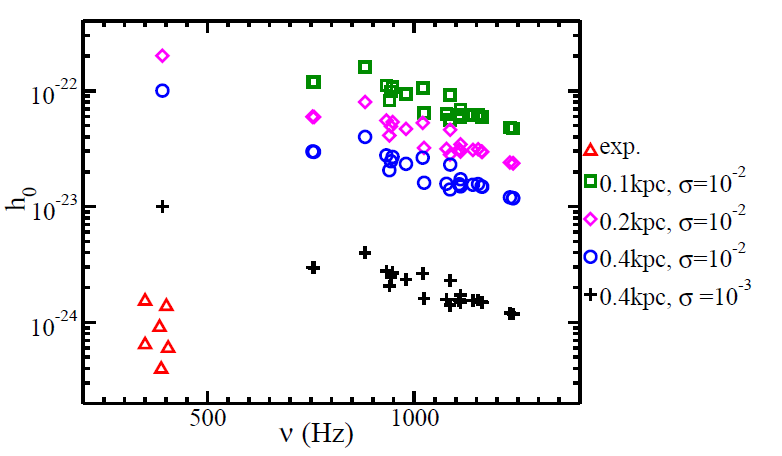 10^-22
10^-23
10^-24
h_0
500
1000
ν (Hz)
exp.
0.1kpc, σ=10^-2
0.2kpc, σ=10^-2
0.4kpc, σ=10^-2
0.4kpc, σ =10^-3